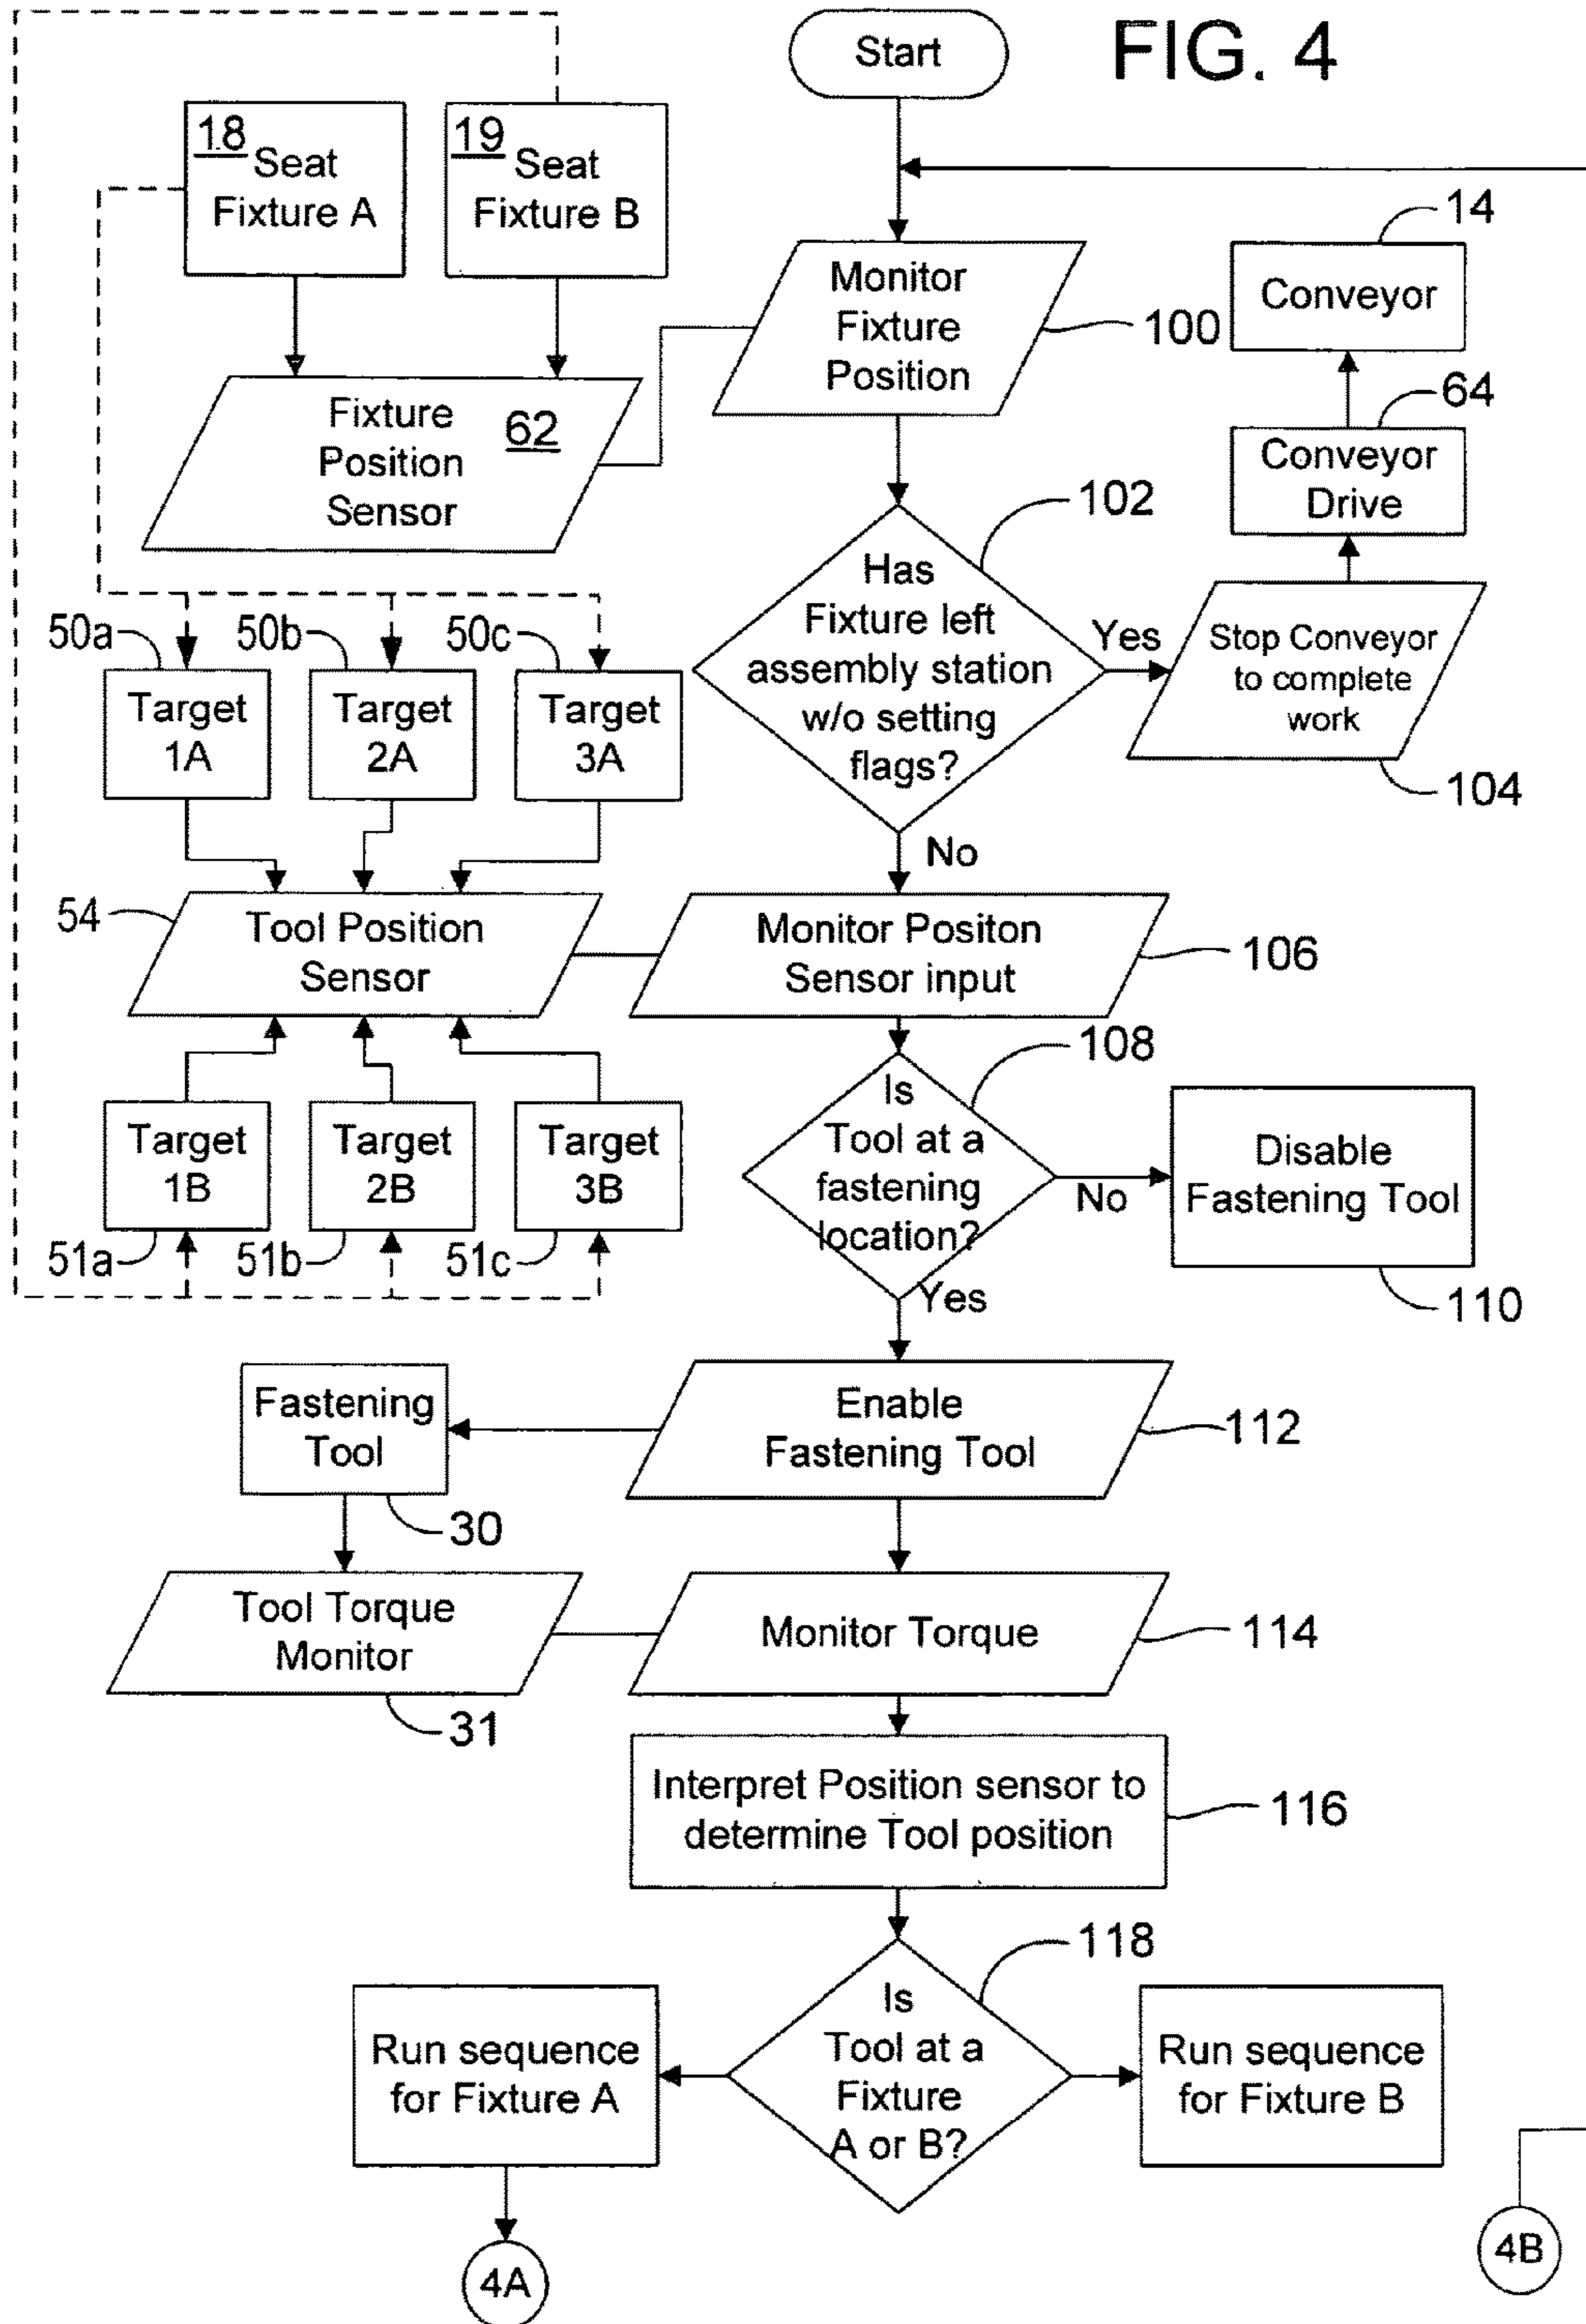 FIG. 4
Start
18
Seat
Fixture A
19
Seat
Fixture B
Monitor
Fixture
Position
100
14
Conveyor
64
Conveyor
Drive
Fixture
Position
Sensor
62
102
Has
Fixture left
assembly station
w/o setting
flags?
Yes
Stop Conveyor
to complete
work
104
No
50a
50b
50c
Target
1A
Target
2A
Target
3A
54
Tool Position
Sensor
Monitor Positon
Sensor input
106
Target
1B
Target
2B
Target
3B
51a
51b
51c
108
Is
Tool at a
fastening
location?
No
Disable
Fastening Tool
110
Yes
Fastening
Tool
30
Enable
Fastening Tool
112
Tool Torque
Monitor
31
Monitor Torque
114
Interpret Position sensor to
determine Tool position
116
118
Is
Tool at a
Fixture
A or B?
Run sequence
for Fixture A
Run sequence
for Fixture B
4A
4B